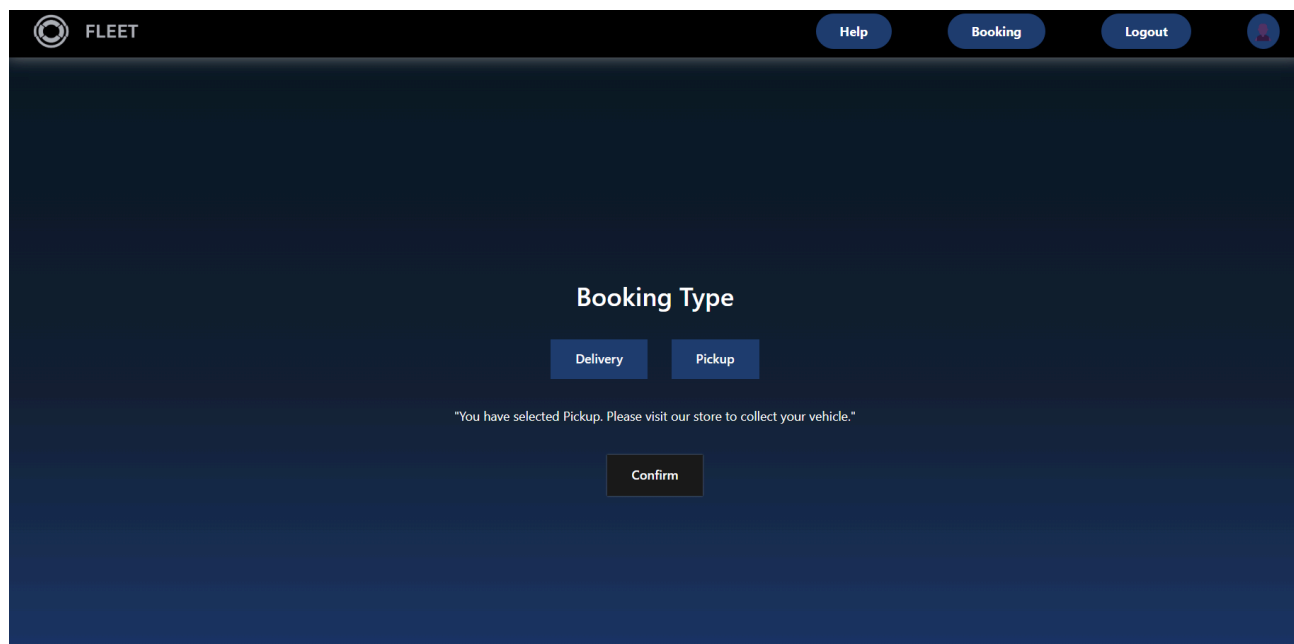 FLEET
Help
Booking
Logout
Booking Type
Delivery
Pickup
"You have selected Pickup. Please visit our store to collect your vehicle."
Confirm